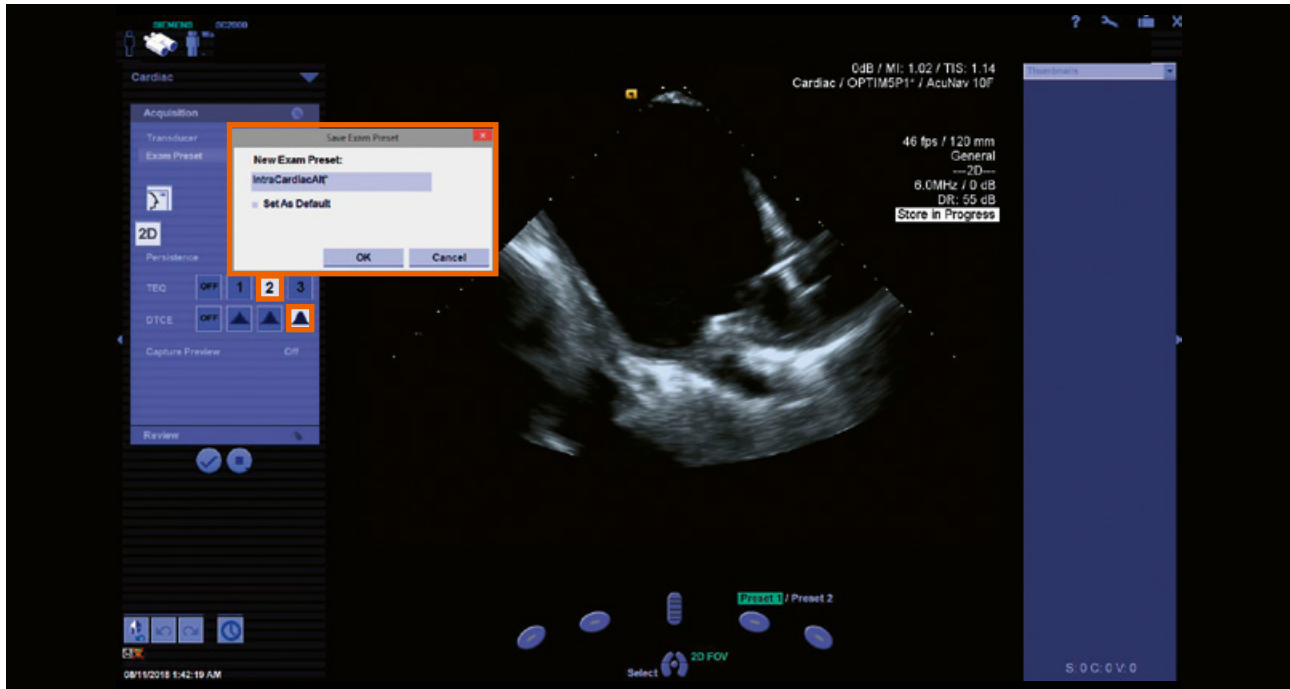 SIEMENS SC2000
? X
Cardiac
Acquisition
Transducer
Exam Preset
2D
Persistence
TEQ OFF 1 2 3
DTCE OFF
Capture Preview Off
Review
Save Exam Preset
New Exam Preset:
IntraCardiacAlt*
Set As Default
OK Cancel
0dB / MI: 1.02 / TIS: 1.14
Cardiac / OPTIM5P1* / AcuNav 10F
46 fps / 120 mm
General
---2D---
6.0MHz / 0 dB
DR: 55 dB
Store in Progress
Thumbnails
Preset 1 / Preset 2
2D FOV
Select
08/11/2018 1:42:19 AM
S: 0 C: 0 V: 0